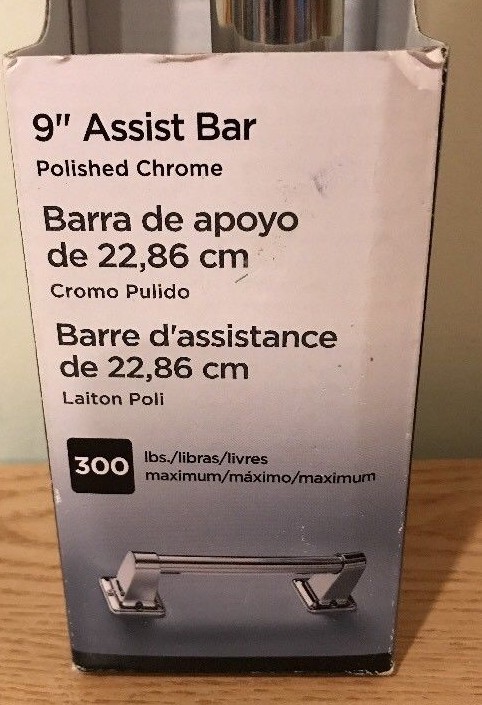 9" Assist Bar
Polished Chrome
Barra de apoyo
de 22,86 cm
Cromo Pulido
Barre d'assistance
de 22,86 cm
Laiton Poli
300 lbs./libras/livres
maximum/máximo/maximum